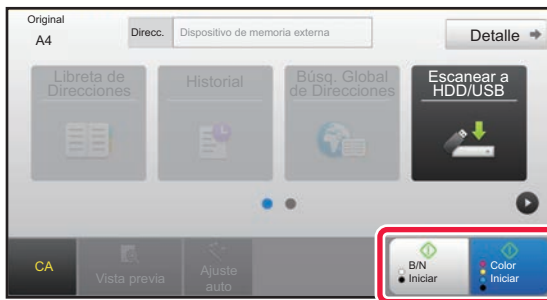 Original
A4
Direcc.
Dispositivo de memoria externa
Detalle
Libreta de
Direcciones
Historial
Búsq. Global
de Direcciones
Escanear a
HDD/USB
CA
Vista previa
Ajuste
auto
B/N
Iniciar
Color
Iniciar